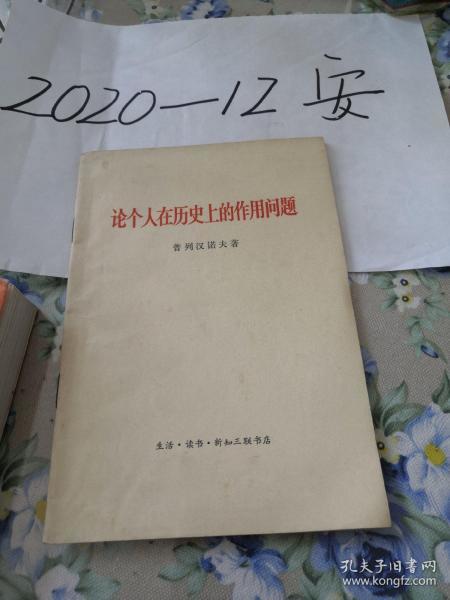 2020-12 安
论个人在历史上的作用问题
普列汉诺夫著
生活·读书·新知三联书店
孔夫子旧书网
www.kongfz.com